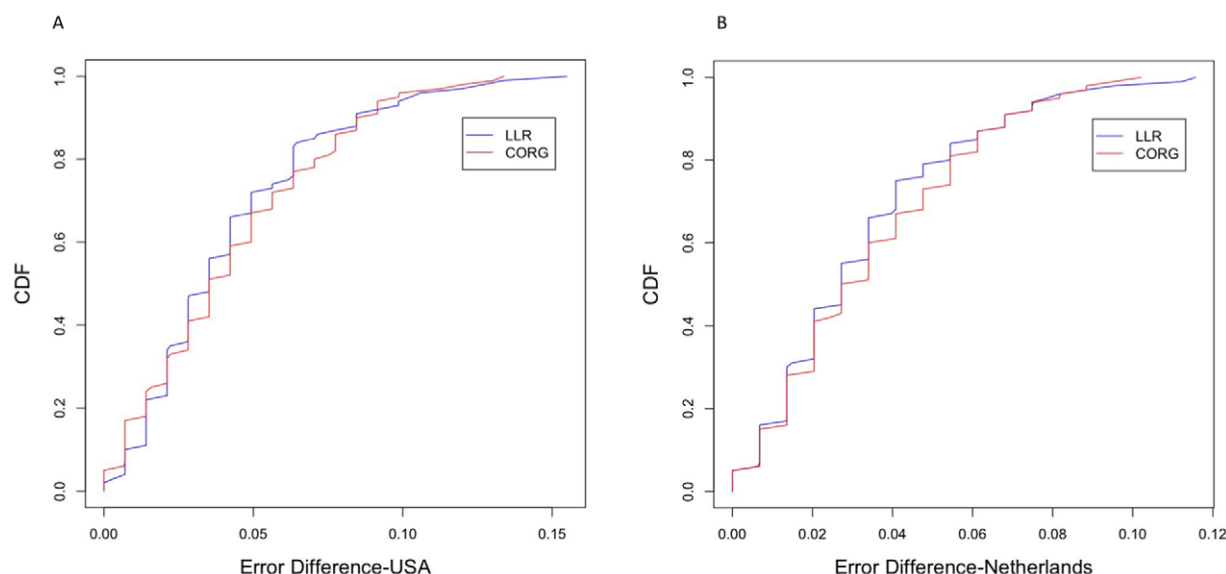 A
B
1.0
0.8
0.6
0.4
0.2
0.0
CDF
LLR
CORG
0.00 0.05 0.10 0.15
Error Difference-USA
1.0
0.8
0.6
0.4
0.2
0.0
CDF
LLR
CORG
0.00 0.02 0.04 0.06 0.08 0.10 0.12
Error Difference-Netherlands